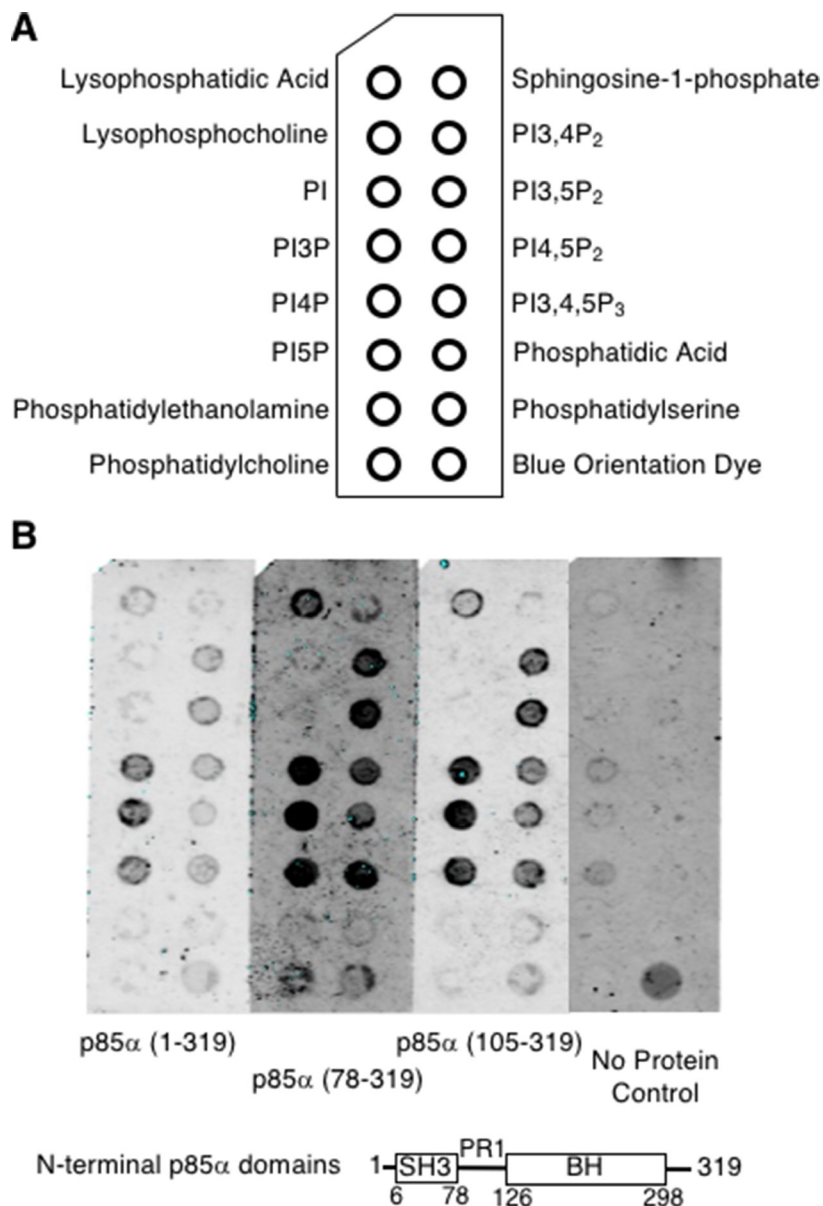 A
Lysophosphatidic Acid Sphingosine-1-phosphate
Lysophosphocholine PI3,4P₂
PI PI3,5P₂
PI3P PI4,5P₂
PI4P PI3,4,5P₃
PI5P Phosphatidic Acid
Phosphatidylethanolamine Phosphatidylserine
Phosphatidylcholine Blue Orientation Dye
B
p85α (1-319) p85α (105-319)
p85α (78-319) No Protein
Control
PR1
N-terminal p85α domains 1 SH3 BH 319
6 78 126 298